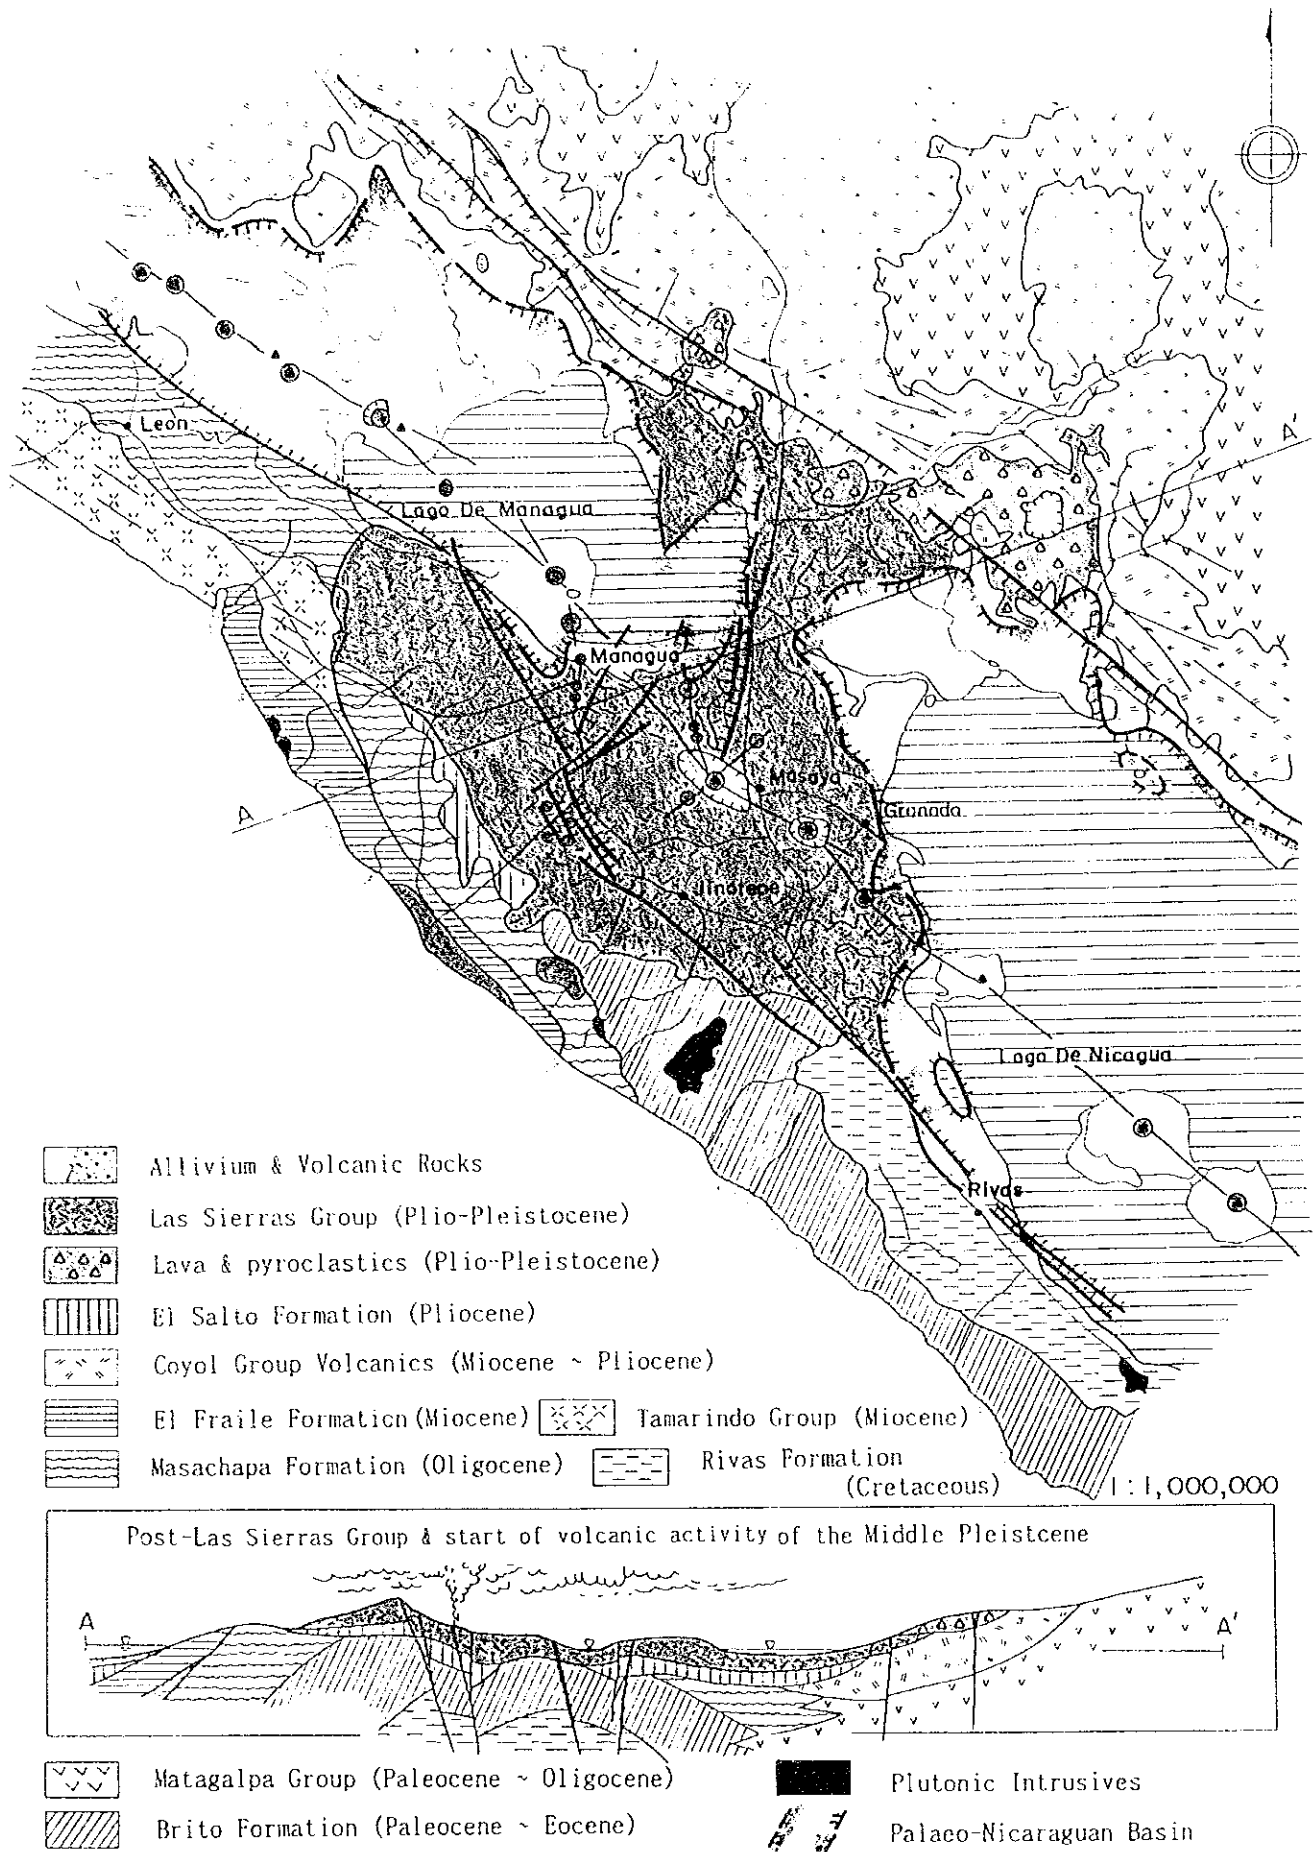 A'
León
Lago De Managua
Managua
A
Masaya
Granada
Jinotepe
Lago De Nicagua
Rivas
Allivium & Volcanic Rocks
Las Sierras Group (Plio-Pleistocene)
Lava & pyroclastics (Plio-Pleistocene)
El Salto Formation (Pliocene)
Coyol Group Volcanics (Miocene ~ Pliocene)
El Fraile Formation (Miocene) Tamarindo Group (Miocene)
Masachapa Formation (Oligocene) Rivas Formation
(Cretaceous) 1:1,000,000
Post-Las Sierras Group & start of volcanic activity of the Middle Pleistcene
A A'
Matagalpa Group (Paleocene ~ Oligocene) Plutonic Intrusives
Brito Formation (Paleocene ~ Eocene) Palaeo-Nicaraguan Basin